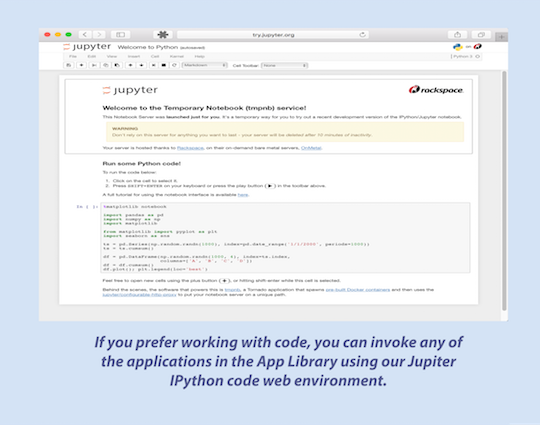 try.jupyter.org
jupyter Welcome to Python (autosaved)
File Edit View Insert Cell Kernel Help
Python 3
Markdown Cell Toolbar: None
jupyter
rackspace.
Welcome to the Temporary Notebook (tmpnb) service!
This Notebook Server was launched just for you. It's a temporary way for you to try out a recent development version of the IPython/Jupyter notebook.
WARNING
Don't rely on this server for anything you want to last - your server will be deleted after 10 minutes of inactivity.
Your server is hosted thanks to Rackspace, on their on-demand bare metal servers, OnMetal.
Run some Python code!
To run the code below:
1. Click on the cell to select it.
2. Press SHIFT+ENTER on your keyboard or press the play button (▶) in the toolbar above.
A full tutorial for using the notebook interface is available here.
In [ ]: %matplotlib notebook
import pandas as pd
import numpy as np
import matplotlib
from matplotlib import pyplot as plt
import seaborn as sns
ts = pd.Series(np.random.randn(1000), index=pd.date_range('1/1/2000', periods=1000))
ts = ts.cumsum()
df = pd.DataFrame(np.random.randn(1000, 4), index=ts.index,
columns=['A', 'B', 'C', 'D'])
df = df.cumsum()
df.plot(); plt.legend(loc='best')
Feel free to open new cells using the plus button (+), or hitting shift-enter while this cell is selected.
Behind the scenes, the software that powers this is tmpnb, a Tornado application that spawns pre-built Docker containers and then uses the
jupyter/configurable-http-proxy to put your notebook server on a unique path.
If you prefer working with code, you can invoke any of
the applications in the App Library using our Jupiter
IPython code web environment.